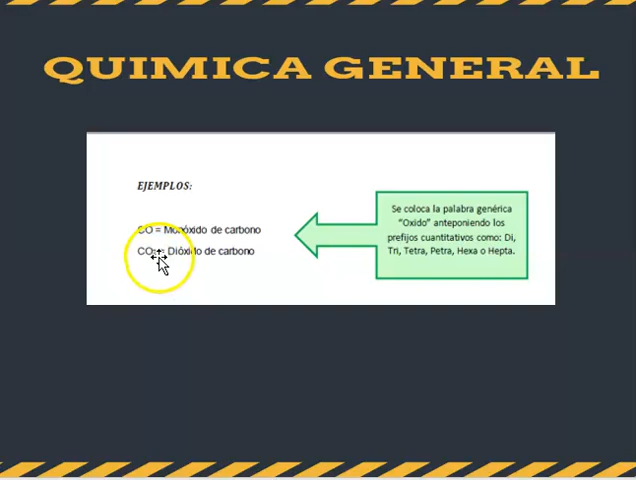 QUIMICA GENERAL
EJEMPLOS:
CO = Monóxido de carbono
CO₂ = Dióxido de carbono
Se coloca la palabra genérica
"Oxido" anteponiendo los
prefijos cuantitativos como: Di,
Tri, Tetra, Petra, Hexa o Hepta.